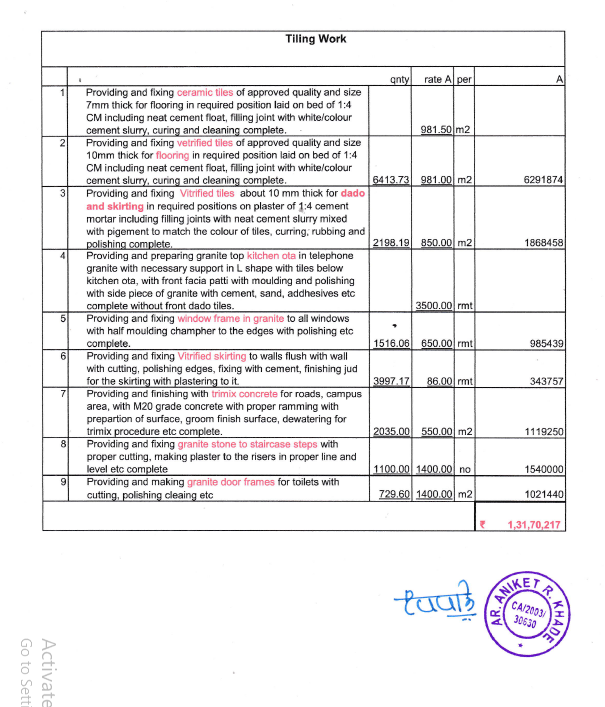 Tiling Work
qnty rate A per A
1 Providing and fixing ceramic tiles of approved quality and size
7mm thick for flooring in required position laid on bed of 1:4
CM including neat cement float, filling joint with white/colour
cement slurry, curing and cleaning complete. 981.50 m2
2 Providing and fixing vetrified tiles of approved quality and size
10mm thick for flooring in required position laid on bed of 1:4
CM including neat cement float, filling joint with white/colour
cement slurry, curing and cleaning complete. 6413.73 981.00 m2 6291874
3 Providing and fixing Vitrified tiles about 10 mm thick for dado
and skirting in required positions on plaster of 1:4 cement
mortar including filling joints with neat cement slurry mixed
with pigement to match the colour of tiles, curring, rubbing and
polishing complete. 2198.19 850.00 m2 1868458
4 Providing and preparing granite top kitchen ota in telephone
granite with necessary support in L shape with tiles below
kitchen ota, with front facia patti with moulding and polishing
with side piece of granite with cement, sand, addhesives etc
complete without front dado tiles. 3500.00 rmt
5 Providing and fixing window frame in granite to all windows
with half moulding champher to the edges with polishing etc
complete. 1516.06 650.00 rmt 985439
6 Providing and fixing Vitrified skirting to walls flush with wall
with cutting, polishing edges, fixing with cement, finishing jud
for the skirting with plastering to it. 3997.17 86.00 rmt 343757
7 Providing and finishing with trimix concrete for roads, campus
area, with M20 grade concrete with proper ramming with
prepartion of surface, groom finish surface, dewatering for
trimix procedure etc complete. 2035.00 550.00 m2 1119250
8 Providing and fixing granite stone to staircase steps with
proper cutting, making plaster to the risers in proper line and
level etc complete 1100.00 1400.00 no 1540000
9 Providing and making granite door frames for toilets with
cutting, polishing cleaing etc 729.60 1400.00 m2 1021440
₹ 1,31,70,217
AR. ANIKET R. KHADE
CA/2003/
30630
Activate
Go to Setti